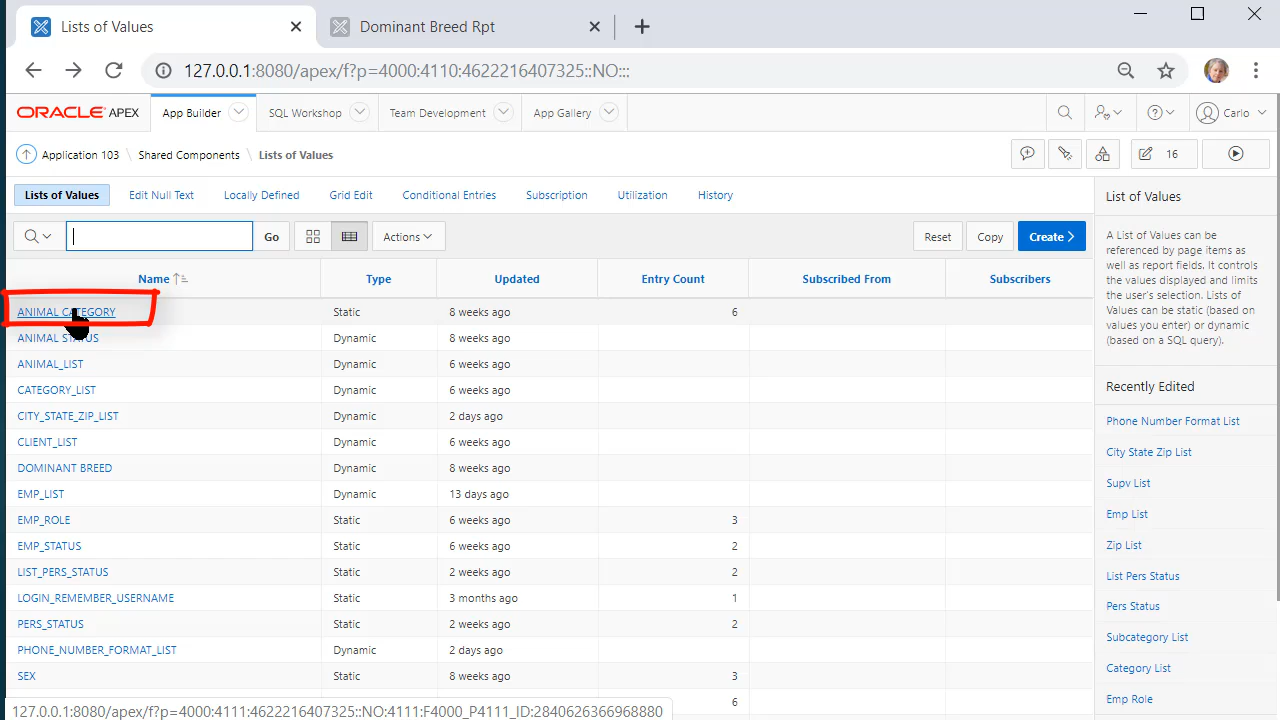 Lists of Values
Dominant Breed Rpt
127.0.0.1:8080/apex/f?p=4000:4110:4622216407325::NO:::
ORACLE APEX
App Builder
SQL Workshop
Team Development
App Gallery
Carlo
Application 103 \ Shared Components \ Lists of Values
16
Lists of Values
Edit Null Text
Locally Defined
Grid Edit
Conditional Entries
Subscription
Utilization
History
Go
Actions
Reset
Copy
Create
Name Type Updated Entry Count Subscribed From Subscribers
ANIMAL CATEGORY Static 8 weeks ago 6
ANIMAL STATUS Dynamic 8 weeks ago
ANIMAL_LIST Dynamic 6 weeks ago
CATEGORY_LIST Dynamic 6 weeks ago
CITY_STATE_ZIP_LIST Dynamic 2 days ago
CLIENT_LIST Dynamic 6 weeks ago
DOMINANT BREED Dynamic 8 weeks ago
EMP_LIST Dynamic 13 days ago
EMP_ROLE Static 6 weeks ago 3
EMP_STATUS Static 6 weeks ago 2
LIST_PERS_STATUS Static 2 weeks ago 2
LOGIN_REMEMBER_USERNAME Static 3 months ago 1
PERS_STATUS Static 2 weeks ago 2
PHONE_NUMBER_FORMAT_LIST Dynamic 2 days ago
SEX Static 8 weeks ago 3
6
127.0.0.1:8080/apex/f?p=4000:4111:4622216407325::NO:4111:F4000_P4111_ID:2840626366968880
List of Values
A List of Values can be
referenced by page items as
well as report fields. It controls
the values displayed and limits
the user's selection. Lists of
Values can be static (based on
values you enter) or dynamic
(based on a SQL query).
Recently Edited
Phone Number Format List
City State Zip List
Supv List
Emp List
Zip List
List Pers Status
Pers Status
Subcategory List
Category List
Emp Role